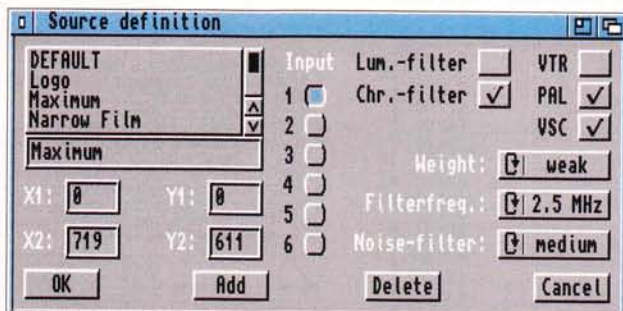 Source definition
DEFAULT
Logo
Maximum
Narrow Film
Maximum
X1: 0 Y1: 0
X2: 719 Y2: 611
Input
1
2
3
4
5
6
Lum.-filter
Chr.-filter
VTR
PAL
VSC
Weight: weak
Filterfreq.: 2.5 MHz
Noise-filter: medium
OK Add Delete Cancel